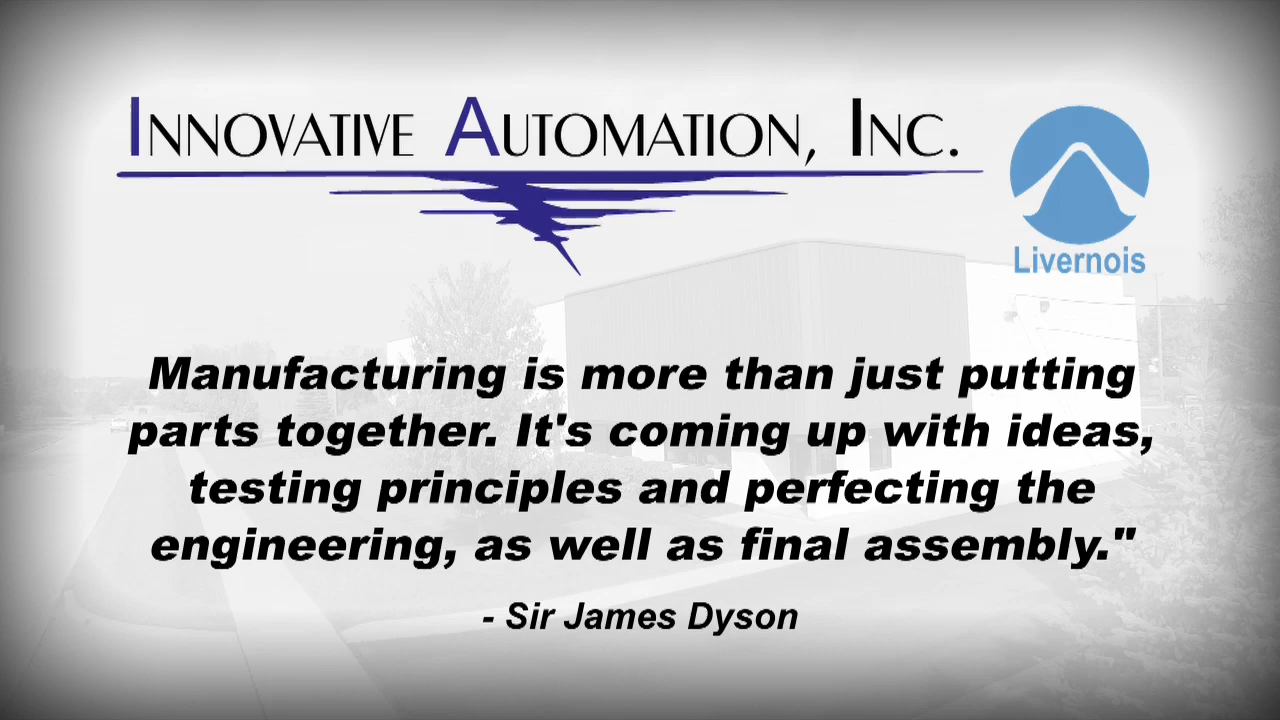 INNOVATIVE AUTOMATION, INC.
Livernois
Manufacturing is more than just putting
parts together. It's coming up with ideas,
testing principles and perfecting the
engineering, as well as final assembly."
- Sir James Dyson